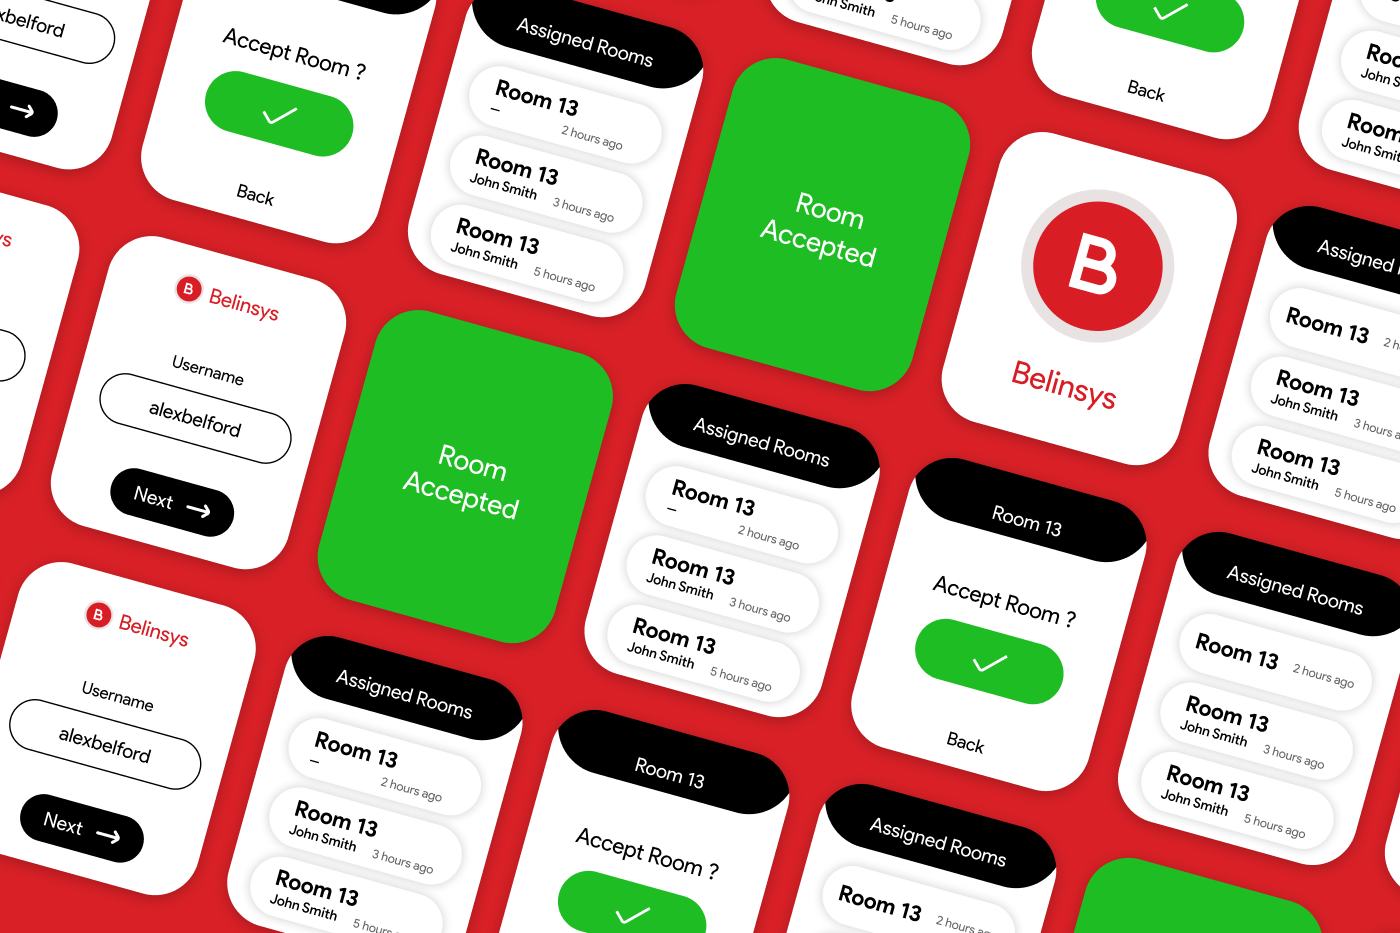 alexbelford
Accept Room ?
Back
Assigned Rooms
Room 13
–
2 hours ago
Room 13
John Smith
3 hours ago
Room 13
John Smith
5 hours ago
John Smith
5 hours ago
Room
Accepted
Back
Room 13
John Smith
B
Belinsys
Username
alexbelford
Next
Room
Accepted
Assigned Rooms
Room 13
–
2 hours ago
Room 13
John Smith
3 hours ago
Room 13
John Smith
5 hours ago
B
Belinsys
Assigned
Room 13
Room 13
John Smith
3 hours ago
Room 13
John Smith
5 hours ago
B
Belinsys
Username
alexbelford
Next
Assigned Rooms
Room 13
–
2 hours ago
Room 13
John Smith
3 hours ago
Room 13
John Smith
5 hours
Room 13
Accept Room ?
Room 13
Accept Room ?
Back
Assigned Rooms
Room 13
2 hours ago
Assigned Rooms
Room 13
2 hours ago
Room 13
John Smith
3 hours ago
Room 13
John Smith
5 hours ago